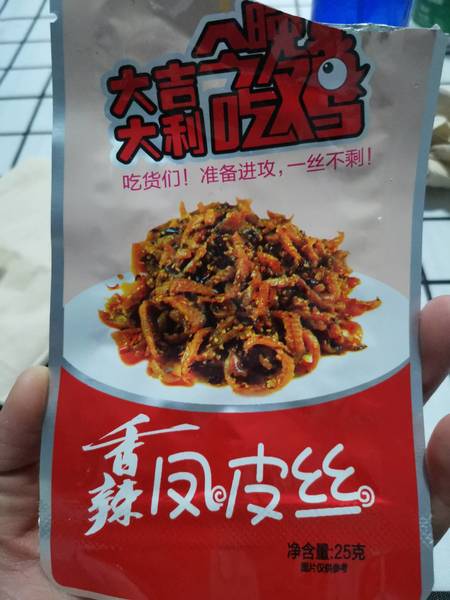 今晚吃鸡
大吉
大利
吃货们！准备进攻，一丝不剩！
香辣凤皮丝
净含量:25克
图片仅供参考